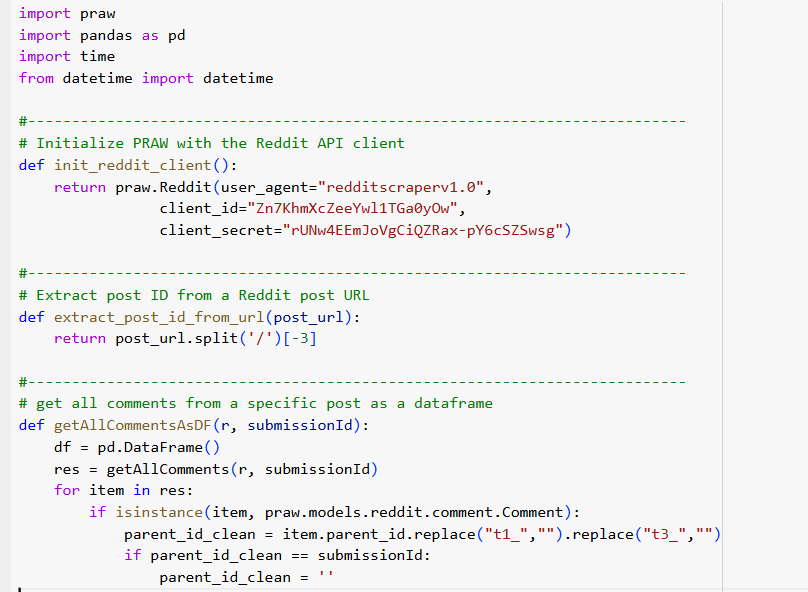 import praw
import pandas as pd
import time
from datetime import datetime
#---------------------------------------------------------------------------
# Initialize PRAW with the Reddit API client
def init_reddit_client():
    return praw.Reddit(user_agent="redditscraperv1.0",
                client_id="Zn7KhmXcZeeYwl1TGa0yOw",
                client_secret="rUNw4EEmJoVgCiQZRax-pY6cSZSwsg")
#---------------------------------------------------------------------------
# Extract post ID from a Reddit post URL
def extract_post_id_from_url(post_url):
    return post_url.split('/')[-3]
#---------------------------------------------------------------------------
# get all comments from a specific post as a dataframe
def getAllCommentsAsDF(r, submissionId):
    df = pd.DataFrame()
    res = getAllComments(r, submissionId)
    for item in res:
        if isinstance(item, praw.models.reddit.comment.Comment):
            parent_id_clean = item.parent_id.replace("t1_","").replace("t3_","")
            if parent_id_clean == submissionId:
                parent_id_clean = ''